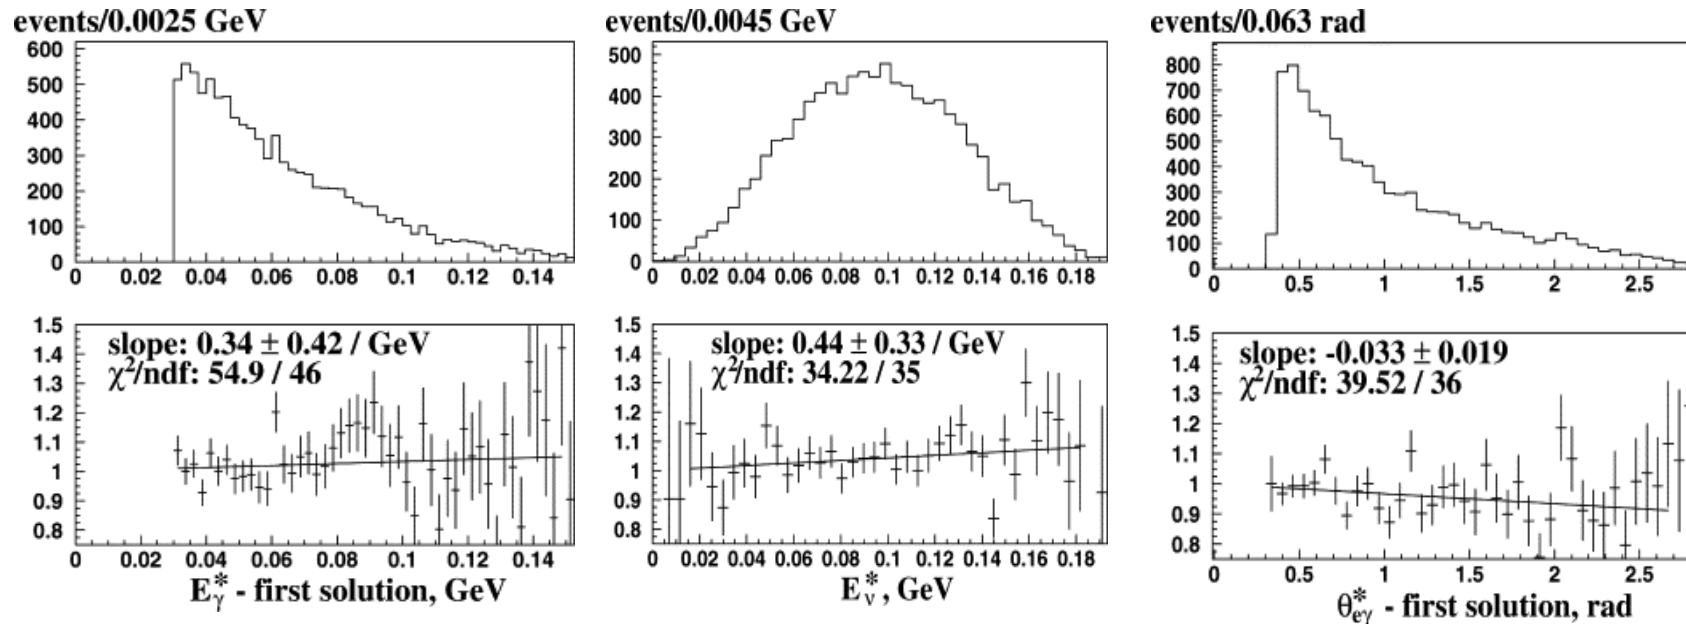 events/0.0025 GeV
600
500
400
300
200
100
0
0 0.02 0.04 0.06 0.08 0.1 0.12 0.14
events/0.0045 GeV
500
400
300
200
100
0
0 0.02 0.04 0.06 0.08 0.1 0.12 0.14 0.16 0.18
events/0.063 rad
800
700
600
500
400
300
200
100
0
0 0.5 1 1.5 2 2.5
1.5
1.4
1.3
1.2
1.1
1
0.9
0.8
slope: 0.34 ± 0.42 / GeV
χ²/ndf: 54.9 / 46
0 0.02 0.04 0.06 0.08 0.1 0.12 0.14
E*γ - first solution, GeV
1.5
1.4
1.3
1.2
1.1
1
0.9
0.8
slope: 0.44 ± 0.33 / GeV
χ²/ndf: 34.22 / 35
0 0.02 0.04 0.06 0.08 0.1 0.12 0.14 0.16 0.18
E*ν, GeV
1.5
1.4
1.3
1.2
1.1
1
0.9
0.8
slope: -0.033 ± 0.019
χ²/ndf: 39.52 / 36
0 0.5 1 1.5 2 2.5
θ*eγ - first solution, rad